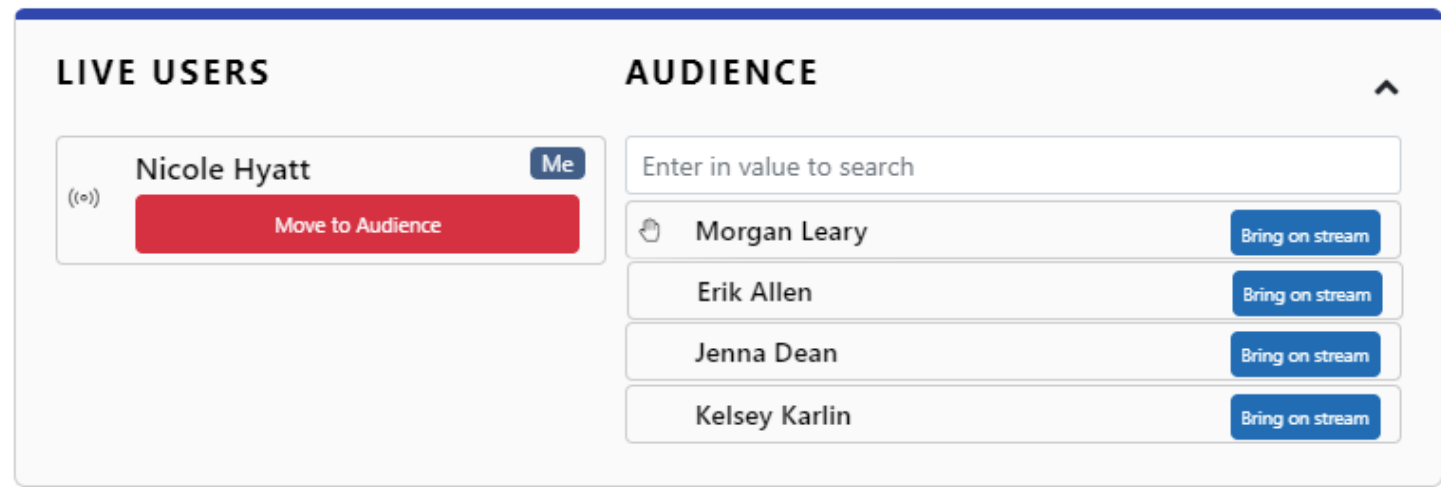 LIVE USERS
Nicole Hyatt
Me
Move to Audience
AUDIENCE
Enter in value to search
Morgan Leary
Bring on stream
Erik Allen
Bring on stream
Jenna Dean
Bring on stream
Kelsey Karlin
Bring on stream